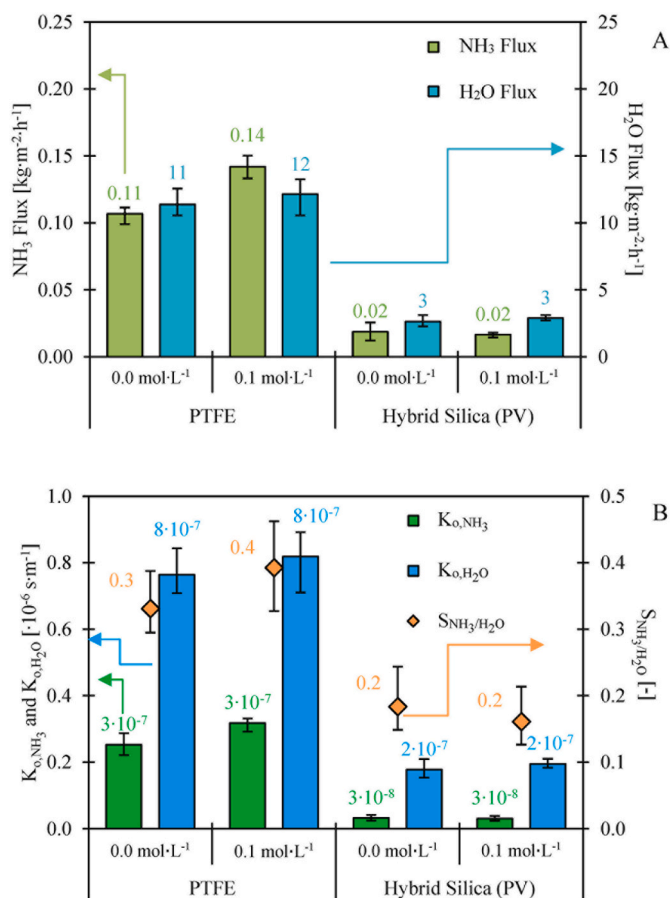 A
NH₃ Flux
H₂O Flux
NH₃ Flux [kg·m⁻²·h⁻¹]
H₂O Flux [kg·m⁻²·h⁻¹]
0.25
0.20
0.15
0.10
0.05
0.00
25
20
15
10
5
0
0.11
11
0.14
12
0.02
3
0.02
3
0.0 mol·L⁻¹
0.1 mol·L⁻¹
0.0 mol·L⁻¹
0.1 mol·L⁻¹
PTFE
Hybrid Silica (PV)
B
Kₒ,NH₃
Kₒ,H₂O
S NH₃/H₂O
Kₒ,NH₃ and Kₒ,H₂O [·10⁻⁶ s·m⁻¹]
S NH₃/H₂O [-]
1.0
0.8
0.6
0.4
0.2
0.0
0.5
0.4
0.3
0.2
0.1
0.0
3·10⁻⁷
0.3
8·10⁻⁷
3·10⁻⁷
0.4
8·10⁻⁷
3·10⁻⁸
0.2
2·10⁻⁷
3·10⁻⁸
0.2
2·10⁻⁷
0.0 mol·L⁻¹
0.1 mol·L⁻¹
0.0 mol·L⁻¹
0.1 mol·L⁻¹
PTFE
Hybrid Silica (PV)